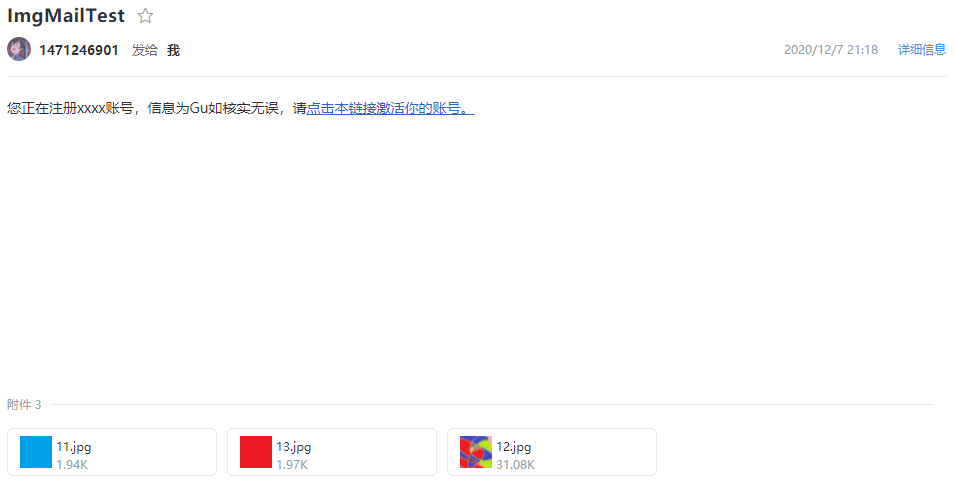 ImgMailTest
1471246901 发给 我 2020/12/7 21:18 详细信息
您正在注册xxxx账号，信息为Gu如核实无误，请点击本链接激活你的账号。
附件 3
11.jpg 13.jpg 12.jpg
1.94K 1.97K 31.08K